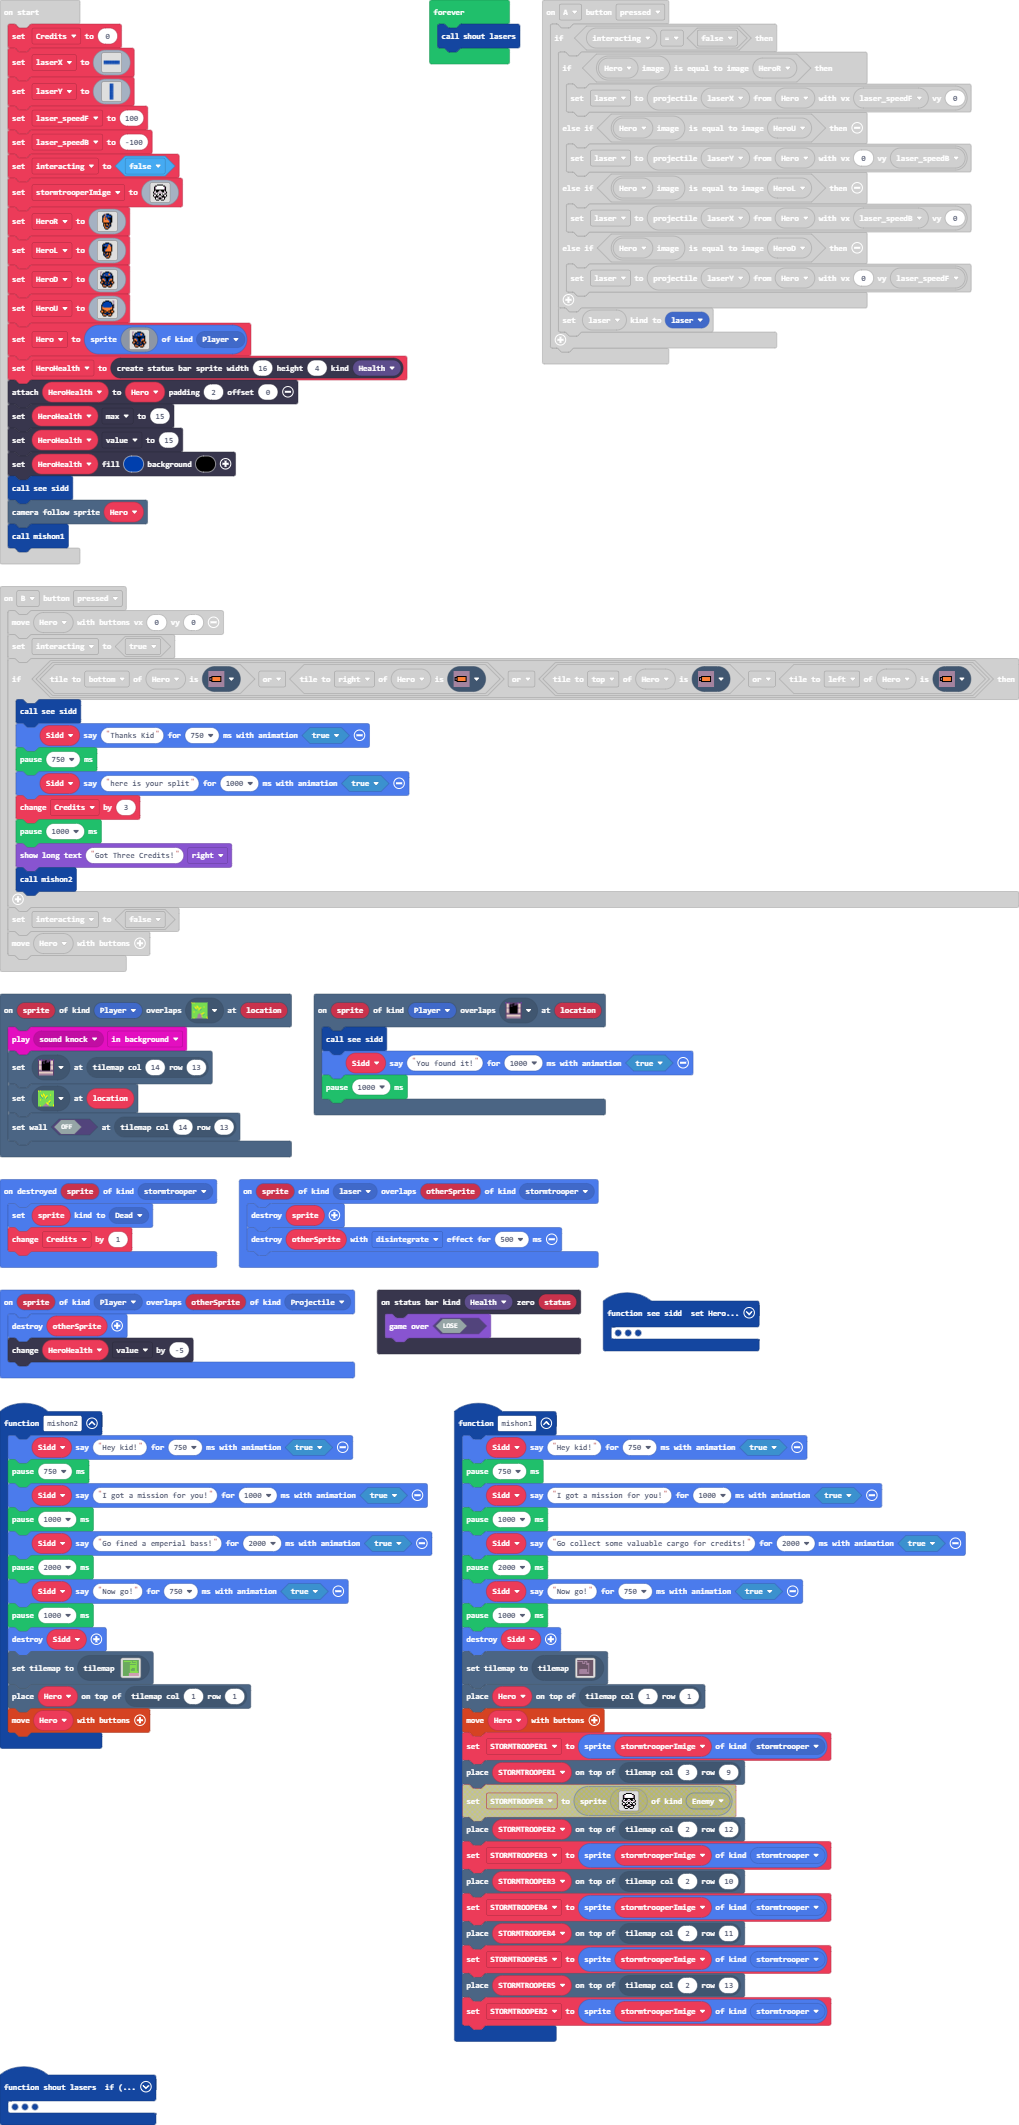 on start
set Credits to 0
set laserX to
set laserY to
set laser_speedF to 100
set laser_speedB to -100
set interacting to false
set stormtrooperImige to
set HeroR to
set HeroL to
set HeroD to
set HeroU to
set Hero to sprite of kind Player
set HeroHealth to create status bar sprite width 16 height 4 kind Health
attach HeroHealth to Hero padding 2 offset 0
set HeroHealth max to 15
set HeroHealth value to 15
set HeroHealth fill background
call see sidd
camera follow sprite Hero
call mishon1
forever
call shout lasers
on A button pressed
if interacting = false then
if Hero image is equal to image HeroR then
set laser to projectile laserX from Hero with vx laser_speedF vy 0
else if Hero image is equal to image HeroU then
set laser to projectile laserY from Hero with vx 0 vy laser_speedB
else if Hero image is equal to image HeroL then
set laser to projectile laserX from Hero with vx laser_speedB vy 0
else if Hero image is equal to image HeroD then
set laser to projectile laserY from Hero with vx 0 vy laser_speedF
set laser kind to laser
on B button pressed
move Hero with buttons vx 0 vy 0
set interacting to true
if tile to bottom of Hero is or tile to right of Hero is or tile to top of Hero is or tile to left of Hero is then
call see sidd
Sidd say "Thanks Kid" for 750 ms with animation true
pause 750 ms
Sidd say "here is your split" for 1000 ms with animation true
change Credits by 3
pause 1000 ms
show long text "Got Three Credits!" right
call mishon2
set interacting to false
move Hero with buttons
on sprite of kind Player overlaps at location
play sound knock in background
set at tilemap col 14 row 13
set at location
set wall OFF at tilemap col 14 row 13
on sprite of kind Player overlaps at location
call see sidd
Sidd say "You found it!" for 1000 ms with animation true
pause 1000 ms
on destroyed sprite of kind stormtrooper
set sprite kind to Dead
change Credits by 1
on sprite of kind laser overlaps otherSprite of kind stormtrooper
destroy sprite
destroy otherSprite with disintegrate effect for 500 ms
on sprite of kind Player overlaps otherSprite of kind Projectile
destroy otherSprite
change HeroHealth value by -5
on status bar kind Health zero status
game over LOSE
function see sidd set Hero...
function mishon2
Sidd say "Hey kid!" for 750 ms with animation true
pause 750 ms
Sidd say "I got a mission for you!" for 1000 ms with animation true
pause 1000 ms
Sidd say "Go fined a emperial bass!" for 2000 ms with animation true
pause 2000 ms
Sidd say "Now go!" for 750 ms with animation true
pause 1000 ms
destroy Sidd
set tilemap to tilemap
place Hero on top of tilemap col 1 row 1
move Hero with buttons
function mishon1
Sidd say "Hey kid!" for 750 ms with animation true
pause 750 ms
Sidd say "I got a mission for you!" for 1000 ms with animation true
pause 1000 ms
Sidd say "Go collect some valuable cargo for credits!" for 2000 ms with animation true
pause 2000 ms
Sidd say "Now go!" for 750 ms with animation true
pause 1000 ms
destroy Sidd
set tilemap to tilemap
place Hero on top of tilemap col 1 row 1
move Hero with buttons
set STORMTROOPER1 to sprite stormtrooperImige of kind stormtrooper
place STORMTROOPER1 on top of tilemap col 3 row 9
set STORMTROOPER to sprite of kind Enemy
place STORMTROOPER2 on top of tilemap col 2 row 12
set STORMTROOPER3 to sprite stormtrooperImige of kind stormtrooper
place STORMTROOPER3 on top of tilemap col 2 row 10
set STORMTROOPER4 to sprite stormtrooperImige of kind stormtrooper
place STORMTROOPER4 on top of tilemap col 2 row 11
set STORMTROOPER5 to sprite stormtrooperImige of kind stormtrooper
place STORMTROOPER5 on top of tilemap col 2 row 13
set STORMTROOPER2 to sprite stormtrooperImige of kind stormtrooper
function shout lasers if (...